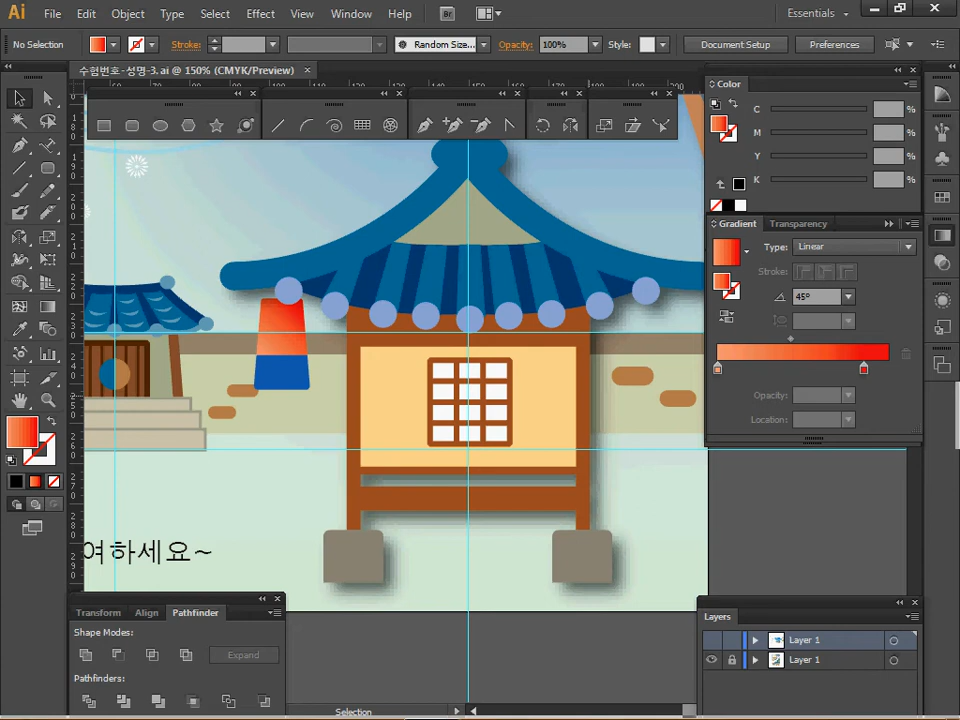 Ai File Edit Object Type Select Effect View Window Help Br Essentials
No Selection Stroke: Random Size... Opacity: 100% Style: Document Setup Preferences
수험번호-성명-3.ai @ 150% (CMYK/Preview)
Color
C %
M %
Y %
K %
Gradient Transparency
Type: Linear
Stroke:
45°
Opacity:
Location:
여하세요~
Transform Align Pathfinder
Shape Modes:
Expand
Pathfinders:
Layers
Layer 1
Layer 1
Selection